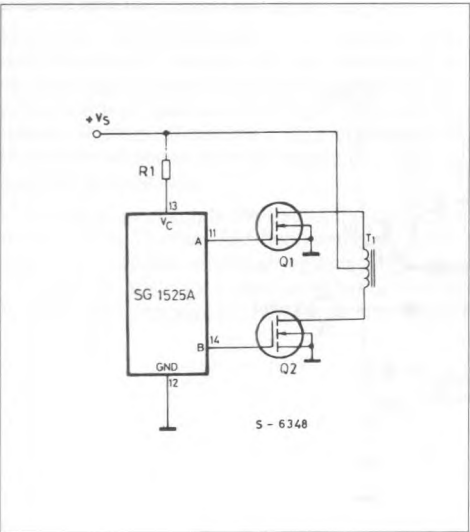 +VS
R1
13
VC
A
11
Q1
T1
SG 1525A
B
14
Q2
GND
12
S - 6348